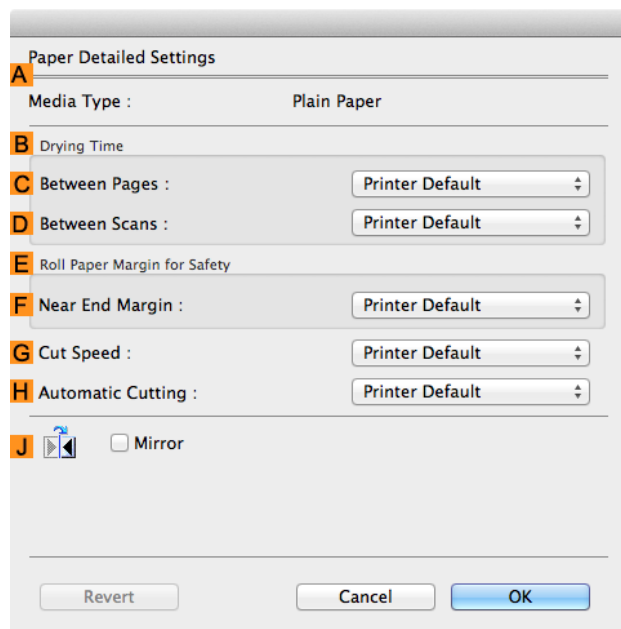 Paper Detailed Settings
A
Media Type : Plain Paper
B Drying Time
C Between Pages : Printer Default
D Between Scans : Printer Default
E Roll Paper Margin for Safety
F Near End Margin : Printer Default
G Cut Speed : Printer Default
H Automatic Cutting : Printer Default
J Mirror
Revert Cancel OK